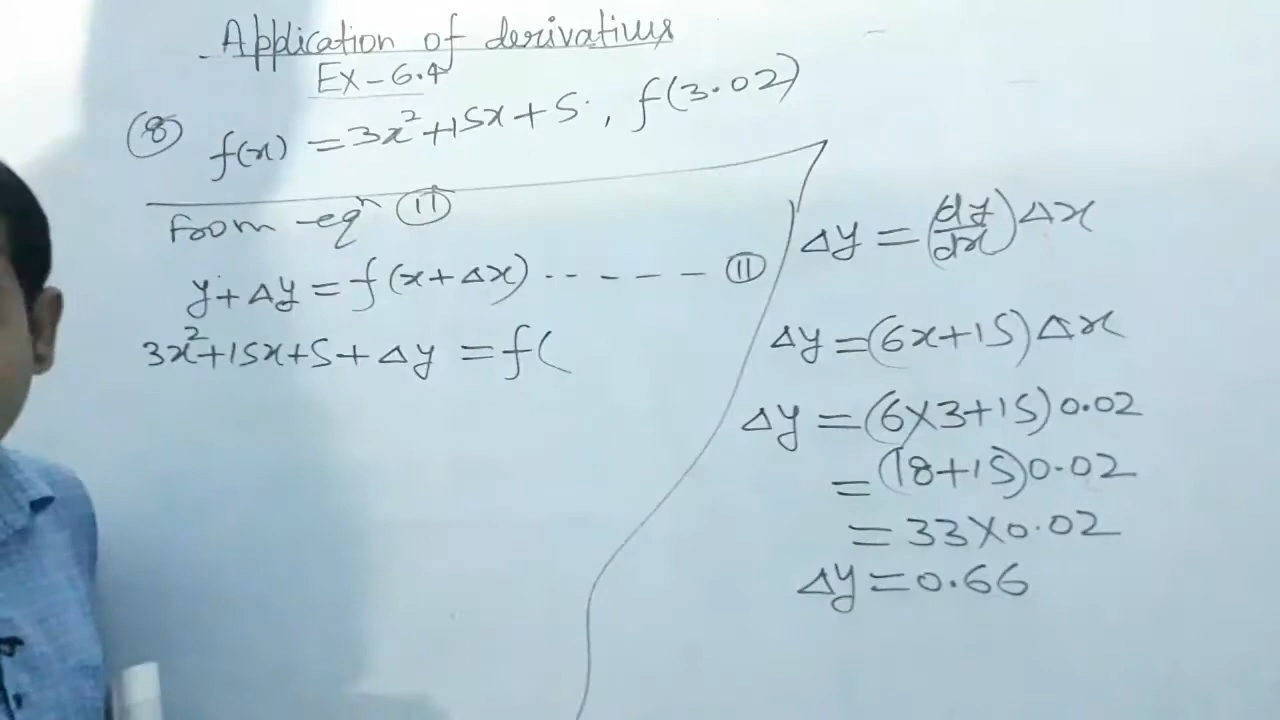 Application of derivatives
Ex-6.4
(8) f(x) = 3x²+15x+5, f(3.02)
from eqⁿ (11)
y+Δy = f(x+Δx) ------ (11)
3x²+15x+5+Δy = f(
Δy = (dy/dx) Δx
Δy = (6x+15) Δx
Δy = (6×3+15) 0.02
= (18+15) 0.02
= 33×0.02
Δy = 0.66